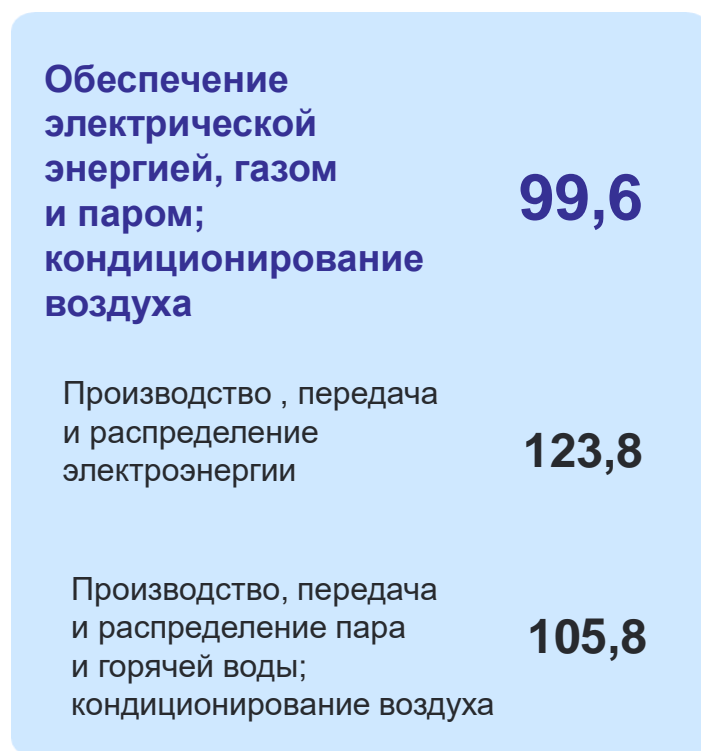 Обеспечение
электрической
энергией, газом
и паром;
кондиционирование
воздуха
99,6
Производство , передача
и распределение
электроэнергии
123,8
Производство, передача
и распределение пара
и горячей воды;
кондиционирование воздуха
105,8